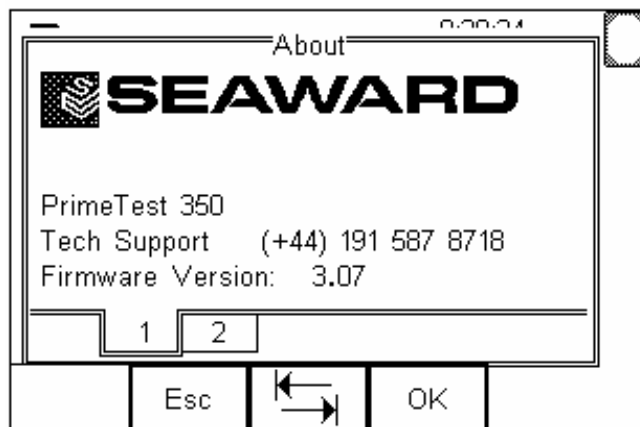 About
SEAWARD
PrimeTest 350
Tech Support (+44) 191 587 8718
Firmware Version: 3.07
1 2
Esc OK